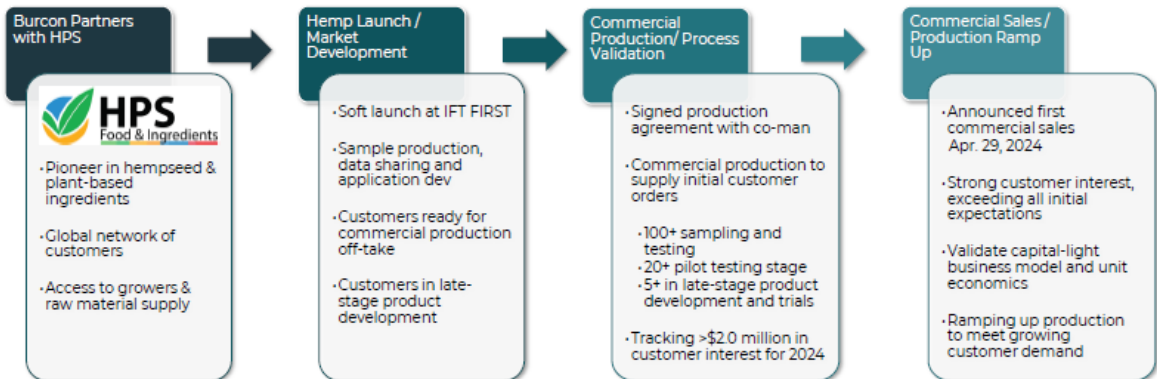 Burcon Partners
with HPS
HPS
Food & Ingredients
•Pioneer in hempseed &
plant-based
ingredients
•Global network of
customers
•Access to growers &
raw material supply
Hemp Launch /
Market
Development
•Soft launch at IFT FIRST
•Sample production,
data sharing and
application dev
•Customers ready for
commercial production
off-take
•Customers in late-
stage product
development
Commercial
Production/ Process
Validation
•Signed production
agreement with co-man
•Commercial production to
supply initial customer
orders
•100+ sampling and
testing
•20+ pilot testing stage
•5+ in late-stage product
development and trials
•Tracking >$2.0 million in
customer interest for 2024
Commercial Sales /
Production Ramp
Up
•Announced first
commercial sales
Apr. 29, 2024
•Strong customer interest,
exceeding all initial
expectations
•Validate capital-light
business model and unit
economics
•Ramping up production
to meet growing
customer demand